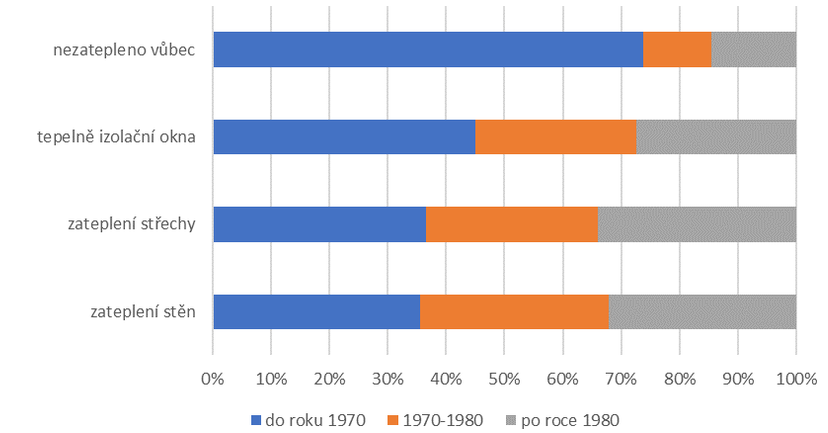 nezatepleno vůbec
tepelně izolační okna
zateplení střechy
zateplení stěn
0% 10% 20% 30% 40% 50% 60% 70% 80% 90% 100%
do roku 1970 1970-1980 po roce 1980